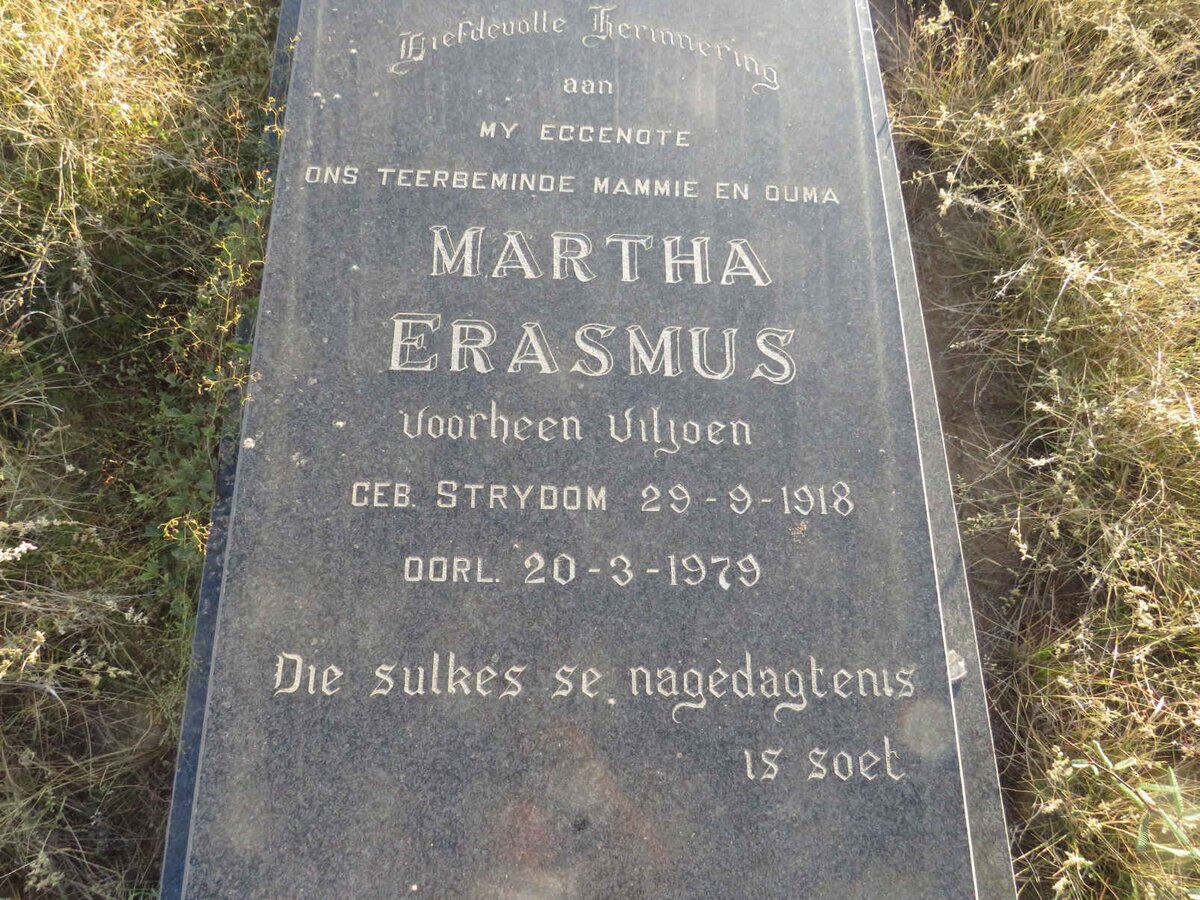 Liefdevolle Herinnering
aan
MY EGGENOTE
ONS TEERBEMINDE MAMMIE EN OUMA
MARTHA
ERASMUS
Voorheen Viljoen
GEB. STRYDOM 29-9-1918
OORL. 20-3-1979
Die sulkes se nagedagtenis
is soet